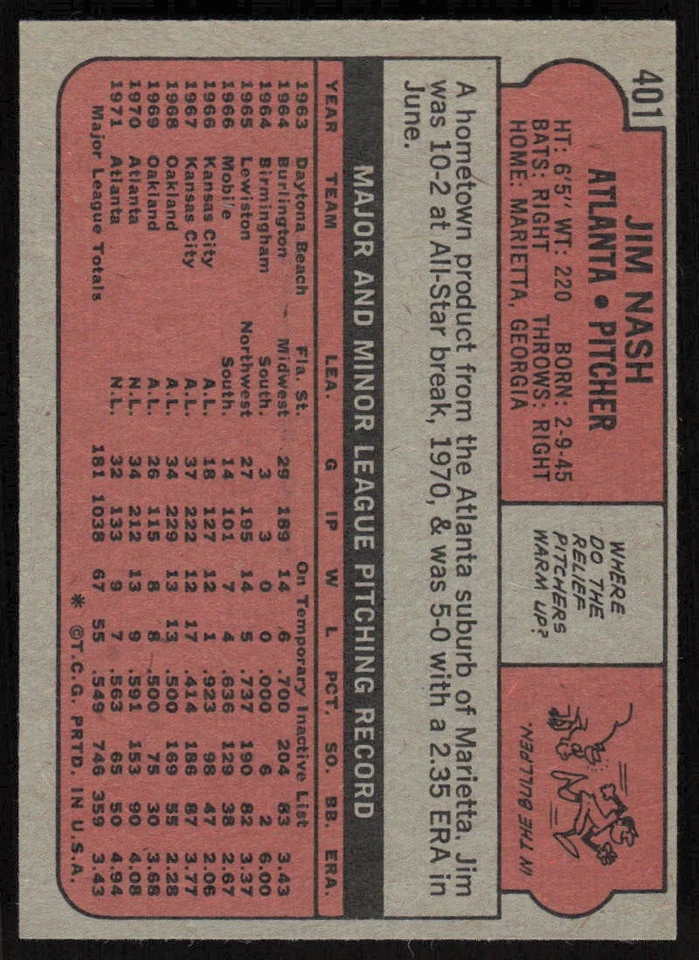 401
JIM NASH
ATLANTA • PITCHER
HT: 6'5" WT: 220 BORN: 2-9-45
BATS: RIGHT THROWS: RIGHT
HOME: MARIETTA, GEORGIA
WHERE
DO THE
RELIEF
PITCHERS
WARM UP?
IN THE BULLPEN.
A hometown product from the Atlanta suburb of Marietta, Jim
was 10-2 at All-Star break, 1970, & was 5-0 with a 2.35 ERA in
June.
MAJOR AND MINOR LEAGUE PITCHING RECORD
YEAR TEAM LEA. G IP W L PCT. SO. BB. ERA.
1963 Daytona Beach Fla. St. On Temporary Inactive List
1964 Burlington Midwest 29 189 14 6 .700 204 83 3.43
1964 Birmingham South. 3 3 0 0 .000 6 2 6.00
1965 Lewiston Northwest 27 195 14 5 .737 190 82 3.37
1966 Mobile South. 14 101 7 4 .636 129 38 2.67
1966 Kansas City A.L. 18 127 12 1 .923 98 47 2.06
1967 Kansas City A.L. 37 222 12 17 .414 186 87 3.77
1968 Oakland A.L. 34 229 13 13 .500 169 55 2.28
1969 Oakland A.L. 26 115 8 8 .500 75 30 3.68
1970 Atlanta N.L. 34 212 13 9 .591 153 90 4.08
1971 Atlanta N.L. 32 133 9 7 .563 65 50 4.94
Major League Totals 181 1038 67 55 .549 746 359 3.43
* ©T.C.G. PRTD. IN U.S.A.